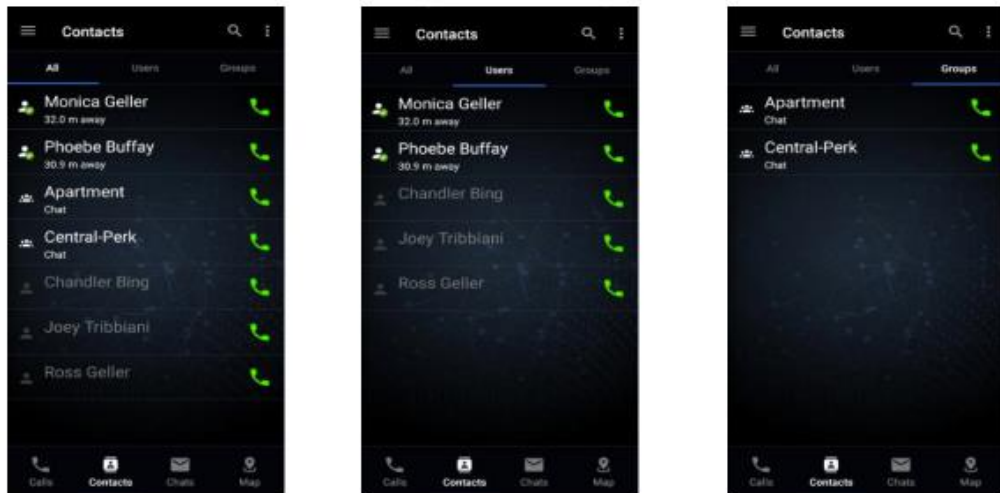 Contacts
All Users Groups
Monica Geller
32.0 m away
Phoebe Buffay
30.9 m away
Apartment
Chat
Central-Perk
Chat
Chandler Bing
Joey Tribbiani
Ross Geller
Calls Contacts Chats Map
Contacts
All Users Groups
Monica Geller
32.0 m away
Phoebe Buffay
30.9 m away
Chandler Bing
Joey Tribbiani
Ross Geller
Calls Contacts Chats Map
Contacts
All Users Groups
Apartment
Chat
Central-Perk
Chat
Calls Contacts Chats Map